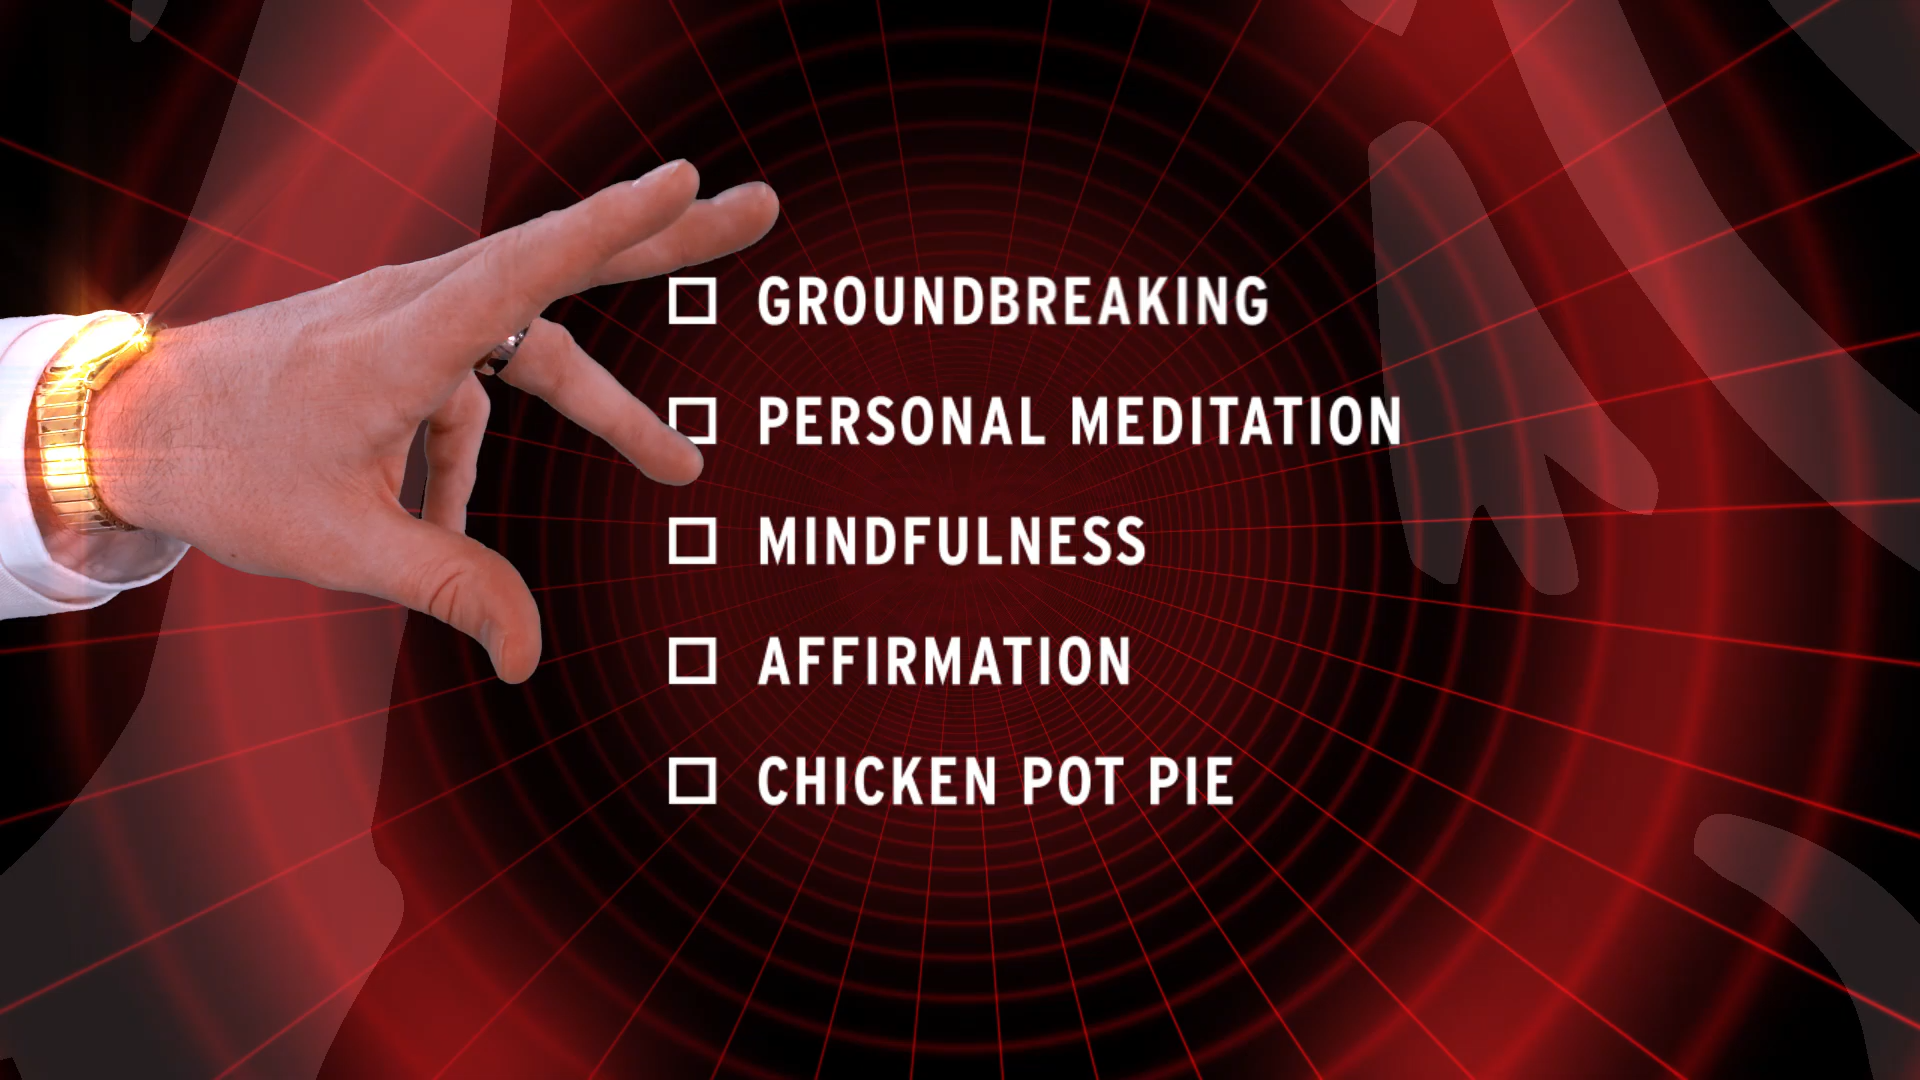 GROUNDBREAKING
PERSONAL MEDITATION
MINDFULNESS
AFFIRMATION
CHICKEN POT PIE